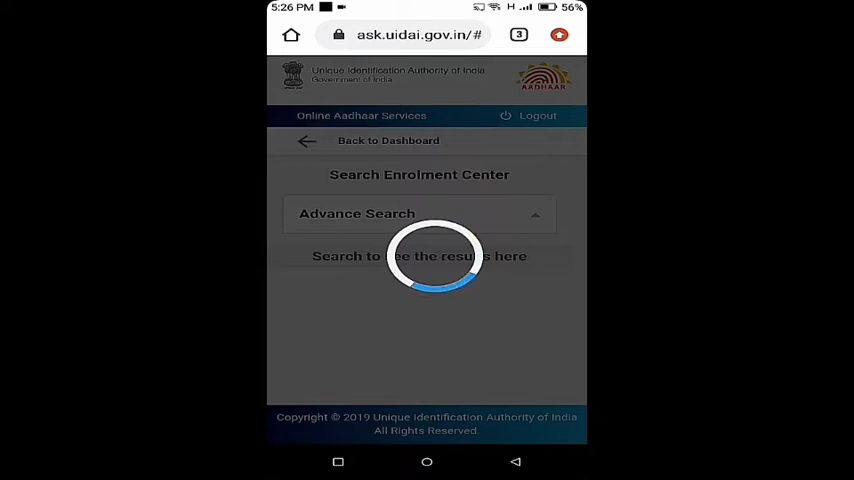 5:26 PM H 56%
ask.uidai.gov.in/# 3
Unique Identification Authority of India
Government of India
AADHAAR
Online Aadhaar Services Logout
Back to Dashboard
Search Enrolment Center
Advance Search
Search to see the results here
Copyright © 2019 Unique Identification Authority of India
All Rights Reserved.